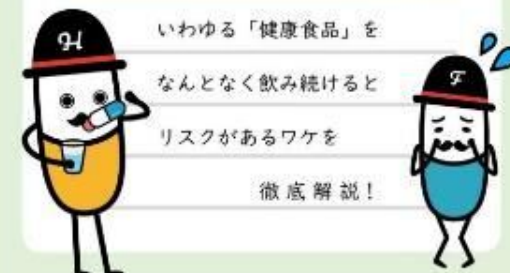 H
いわゆる「健康食品」を
なんとなく飲み続けると
F
リスクがあるワケを
徹底解説！